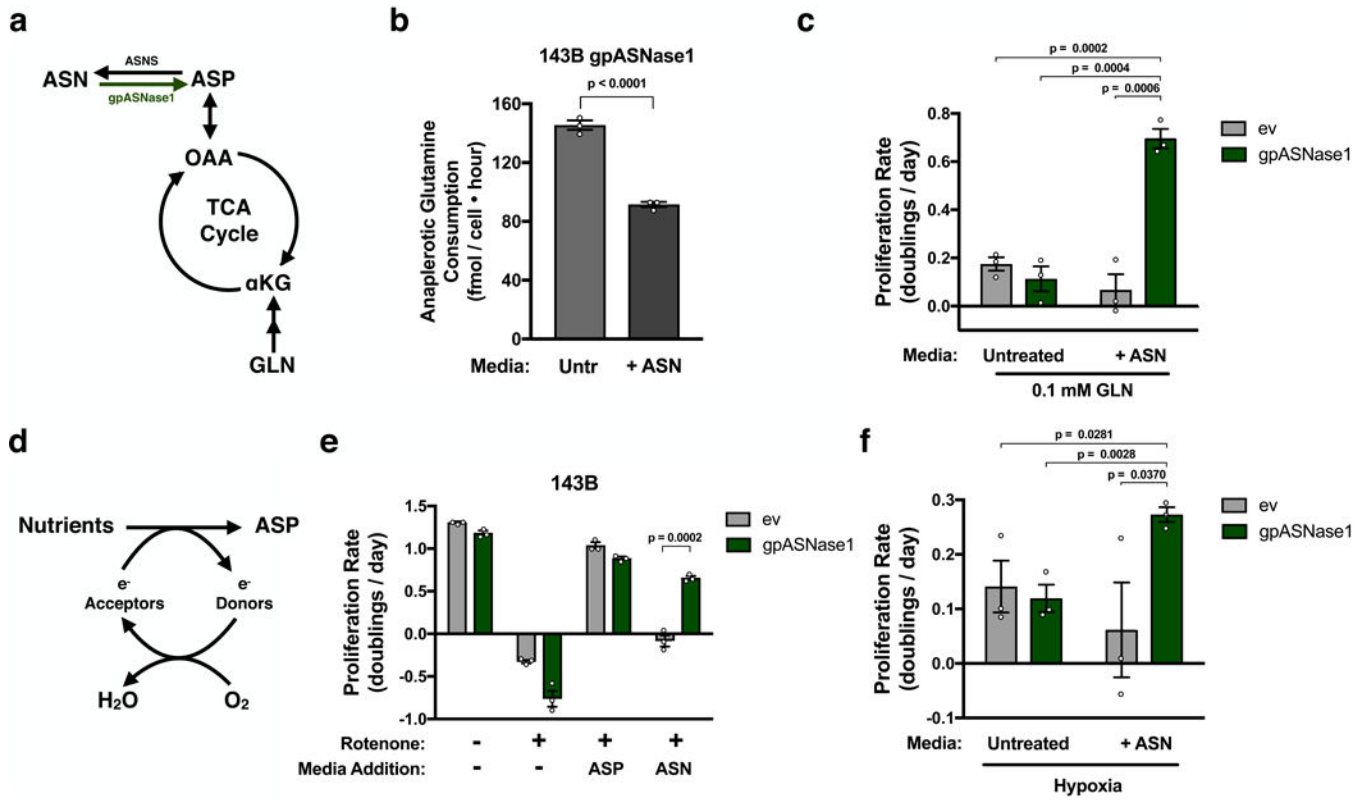 a
ASNS
ASN
ASP
gpASNase1
OAA
TCA
Cycle
αKG
GLN
b
143B gpASNase1
p < 0.0001
Anaplerotic Glutamine
Consumption
(fmol / cell • hour)
160
120
80
40
0
Media: Untr + ASN
c
p = 0.0002
p = 0.0004
p = 0.0006
Proliferation Rate
(doublings / day)
0.8
0.6
0.4
0.2
0.0
ev
gpASNase1
Media: Untreated + ASN
0.1 mM GLN
d
Nutrients
ASP
e-
Acceptors
e-
Donors
H2O
O2
e
143B
Proliferation Rate
(doublings / day)
1.5
1.0
0.5
0.0
-0.5
-1.0
p = 0.0002
ev
gpASNase1
Rotenone: - + + +
Media Addition: - - ASP ASN
f
p = 0.0281
p = 0.0028
p = 0.0370
Proliferation Rate
(doublings / day)
0.3
0.2
0.1
0.0
-0.1
ev
gpASNase1
Media: Untreated + ASN
Hypoxia